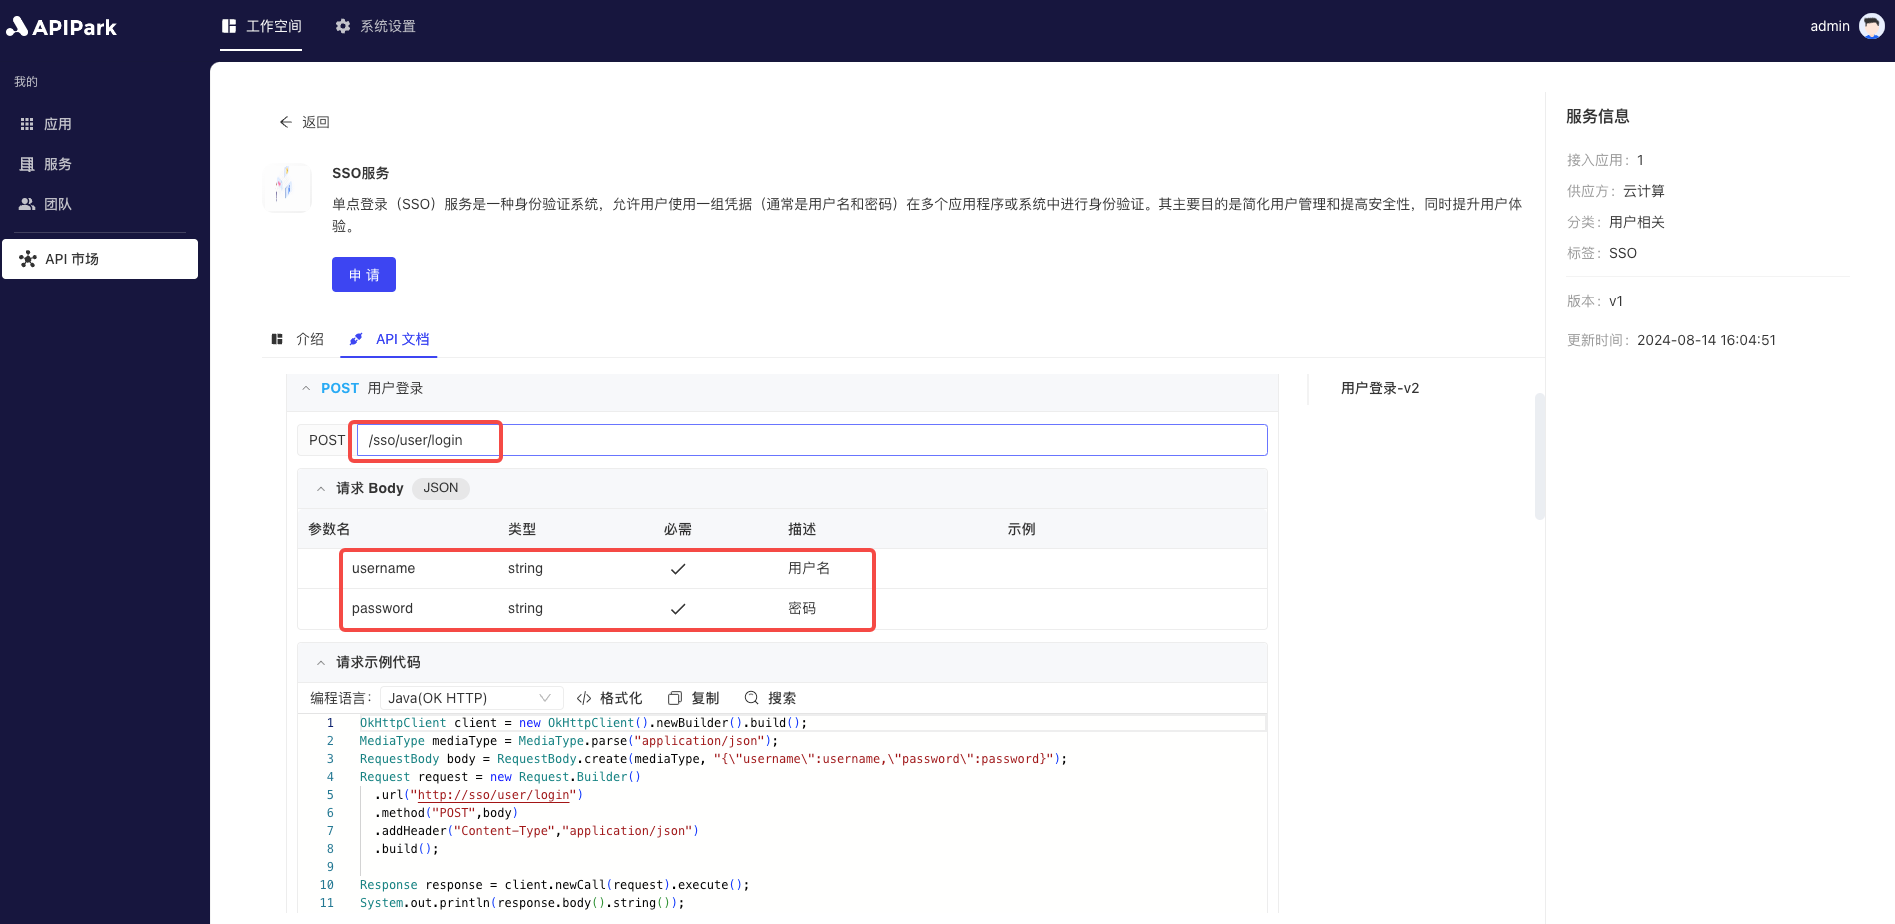 APIPark
工作空间
系统设置
admin
我的
应用
服务
团队
API 市场
返回
SSO服务
单点登录（SSO）服务是一种身份验证系统，允许用户使用一组凭据（通常是用户名和密码）在多个应用程序或系统中进行身份验证。其主要目的是简化用户管理和提高安全性，同时提升用户体
验。
申 请
介绍
API 文档
POST 用户登录
POST /sso/user/login
请求 Body JSON
参数名 类型 必需 描述 示例
username string 用户名
password string 密码
请求示例代码
编程语言： Java(OK HTTP) 格式化 复制 搜索
1 OkHttpClient client = new OkHttpClient().newBuilder().build();
2 MediaType mediaType = MediaType.parse("application/json");
3 RequestBody body = RequestBody.create(mediaType, "{\"username\":username,\"password\":password}");
4 Request request = new Request.Builder()
5 .url("http://sso/user/login")
6 .method("POST",body)
7 .addHeader("Content-Type","application/json")
8 .build();
9
10 Response response = client.newCall(request).execute();
11 System.out.println(response.body().string());
用户登录-v2
服务信息
接入应用： 1
供应方： 云计算
分类： 用户相关
标签： SSO
版本： v1
更新时间： 2024-08-14 16:04:51